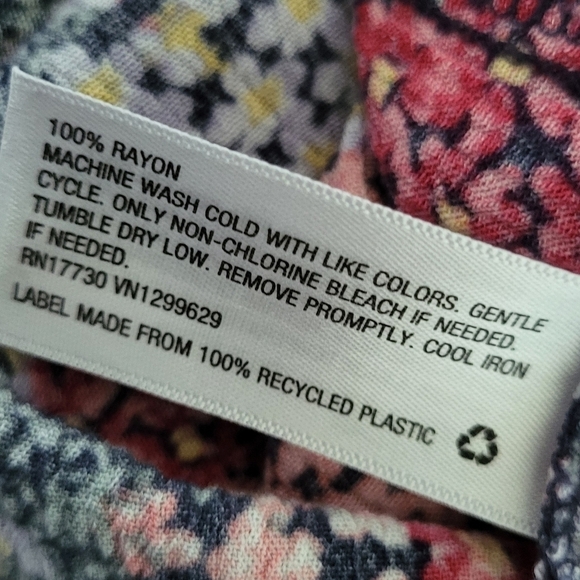 100% RAYON
MACHINE WASH COLD WITH LIKE COLORS. GENTLE
CYCLE. ONLY NON-CHLORINE BLEACH IF NEEDED.
TUMBLE DRY LOW. REMOVE PROMPTLY. COOL IRON
IF NEEDED.
RN17730 VN1299629
LABEL MADE FROM 100% RECYCLED PLASTIC